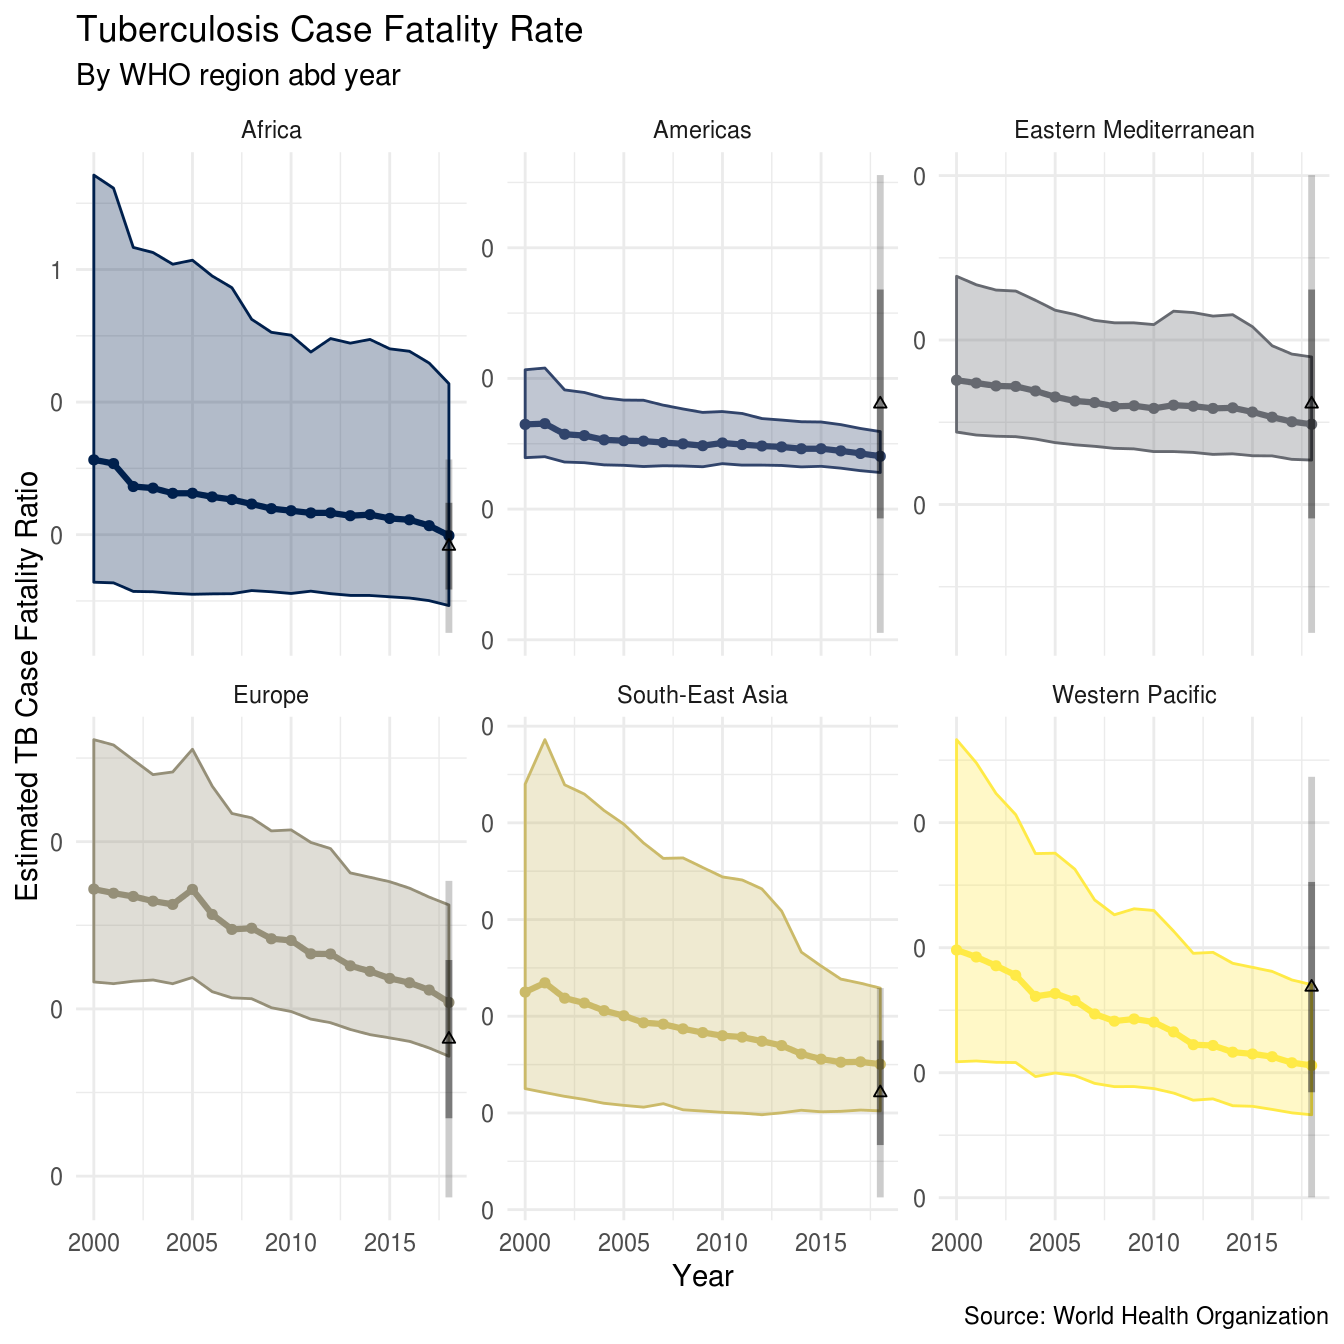 Tuberculosis Case Fatality Rate
By WHO region abd year
Africa
Americas
Eastern Mediterranean
1
0
0
0
0
0
0
0
0
0
Europe
South-East Asia
Western Pacific
0
0
0
0
0
0
0
0
0
0
0
0
0
2000 2005 2010 2015
2000 2005 2010 2015
2000 2005 2010 2015
Estimated TB Case Fatality Ratio
Year
Source: World Health Organization